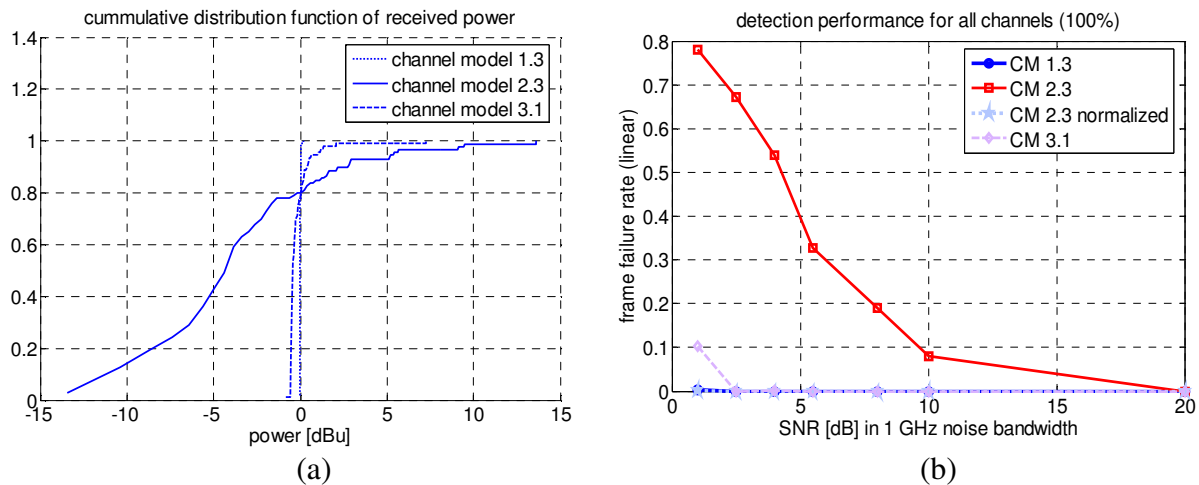 cummulative distribution function of received power
1.4
1.2
1
0.8
0.6
0.4
0.2
0
-15
-10
-5
0
5
10
15
power [dBu]
channel model 1.3
channel model 2.3
channel model 3.1
(a)
detection performance for all channels (100%)
frame failure rate (linear)
0.8
0.7
0.6
0.5
0.4
0.3
0.2
0.1
0
0
5
10
15
20
SNR [dB] in 1 GHz noise bandwidth
CM 1.3
CM 2.3
CM 2.3 normalized
CM 3.1
(b)